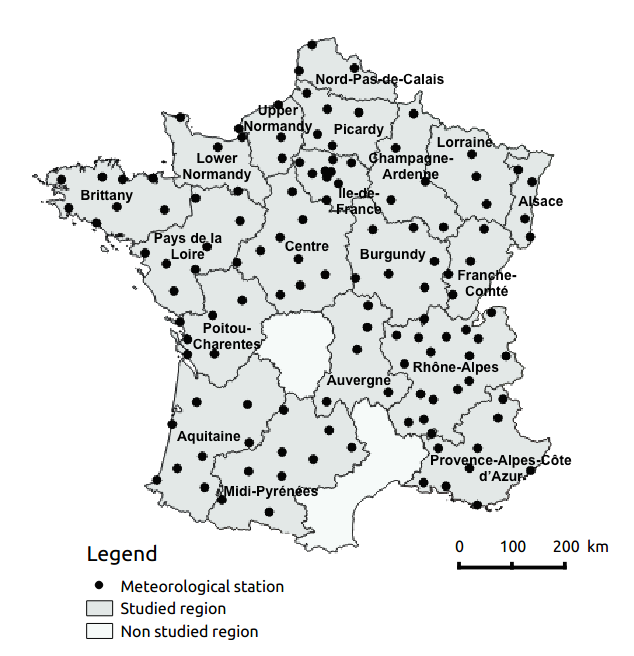 Nord-Pas-de-Calais
Upper
Normandy
Picardy
Lorraine
Lower
Normandy
Champagne-
Ardenne
Brittany
Île-de-
France
Alsace
Pays de la
Loire
Centre
Burgundy
Franche-
Comté
Poitou-
Charentes
Auvergne
Rhône-Alpes
Aquitaine
Provence-Alpes-Côte
d'Azur
Midi-Pyrénées
Legend
0 100 200 km
Meteorological station
Studied region
Non studied region